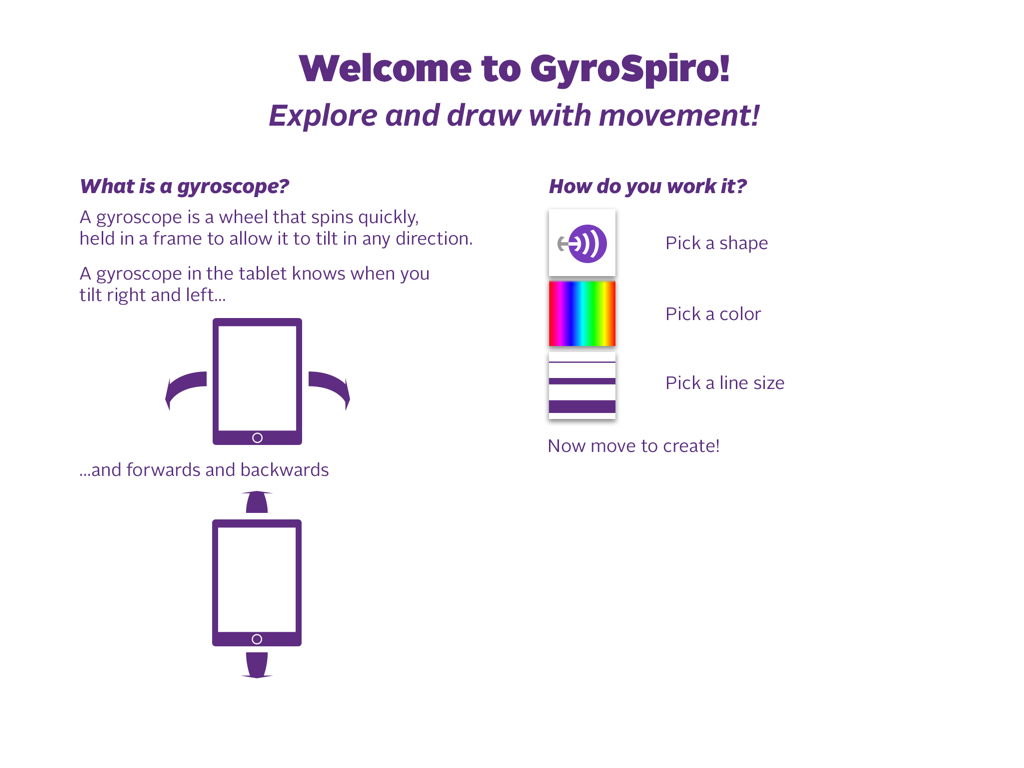 Welcome to GyroSpiro!
Explore and draw with movement!
What is a gyroscope?
A gyroscope is a wheel that spins quickly,
held in a frame to allow it to tilt in any direction.
A gyroscope in the tablet knows when you
tilt right and left...
...and forwards and backwards
How do you work it?
Pick a shape
Pick a color
Pick a line size
Now move to create!